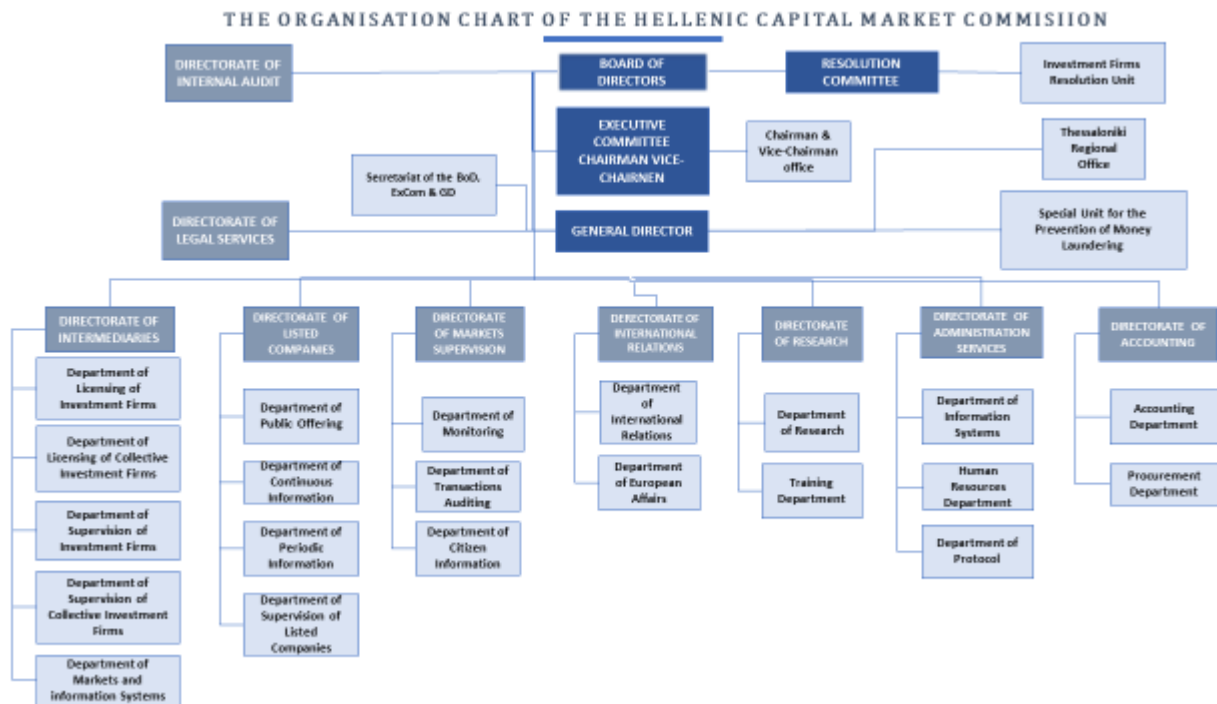 THE ORGANISATION CHART OF THE HELLENIC CAPITAL MARKET COMMISIION
DIRECTORATE OF
INTERNAL AUDIT
BOARD OF
DIRECTORS
RESOLUTION
COMMITTEE
Investment Firms
Resolution Unit
EXECUTIVE
COMMITTEE
CHAIRMAN VICE-
CHAIRNEN
Chairman &
Vice-Chairman
office
Thessaloniki
Regional
Office
Secretariat of the BoD,
ExCom & GD
DIRECTORATE OF
LEGAL SERVICES
GENERAL DIRECTOR
Special Unit for the
Prevention of Money
Laundering
DIRECTORATE OF
INTERMEDIARIES
DIRECTORATE OF
LISTED
COMPANIES
DIRECTORATE
OF MARKETS
SUPERVISION
DERECTORATE OF
INTERNATIONAL
RELATIONS
DIRECTORATE
OF RESEARCH
DIRECTORATE OF
ADMINISTRATION
SERVICES
DIRECTORATE OF
ACCOUNTING
Department of
Licensing of
Investment Firms
Department of
Licensing of Collective
Investment Firms
Department of
Supervision of
Investment Firms
Department of
Supervision of
Collective Investment
Firms
Department of
Markets and
information Systems
Department of
Public Offering
Department of
Continuous
Information
Department of
Periodic
Information
Department of
Supervision of
Listed
Companies
Department of
Monitoring
Department of
Transactions
Auditing
Department of
Citizen
Information
Department
of
International
Relations
Department
of European
Affairs
Department
of Research
Training
Department
Department of
Information
Systems
Human
Resources
Department
Department of
Protocol
Accounting
Department
Procurement
Department